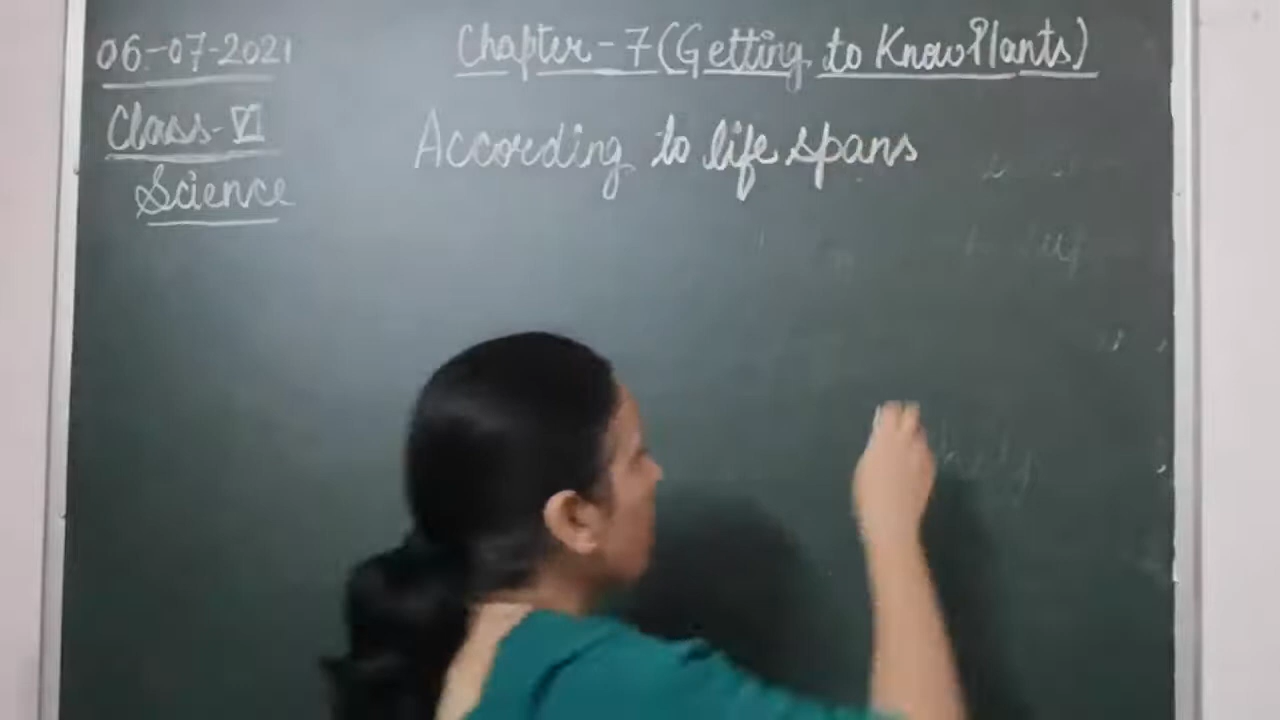 06-07-2021
Chapter-7(Getting to Know Plants)
Class-VI
According to life spans
Science